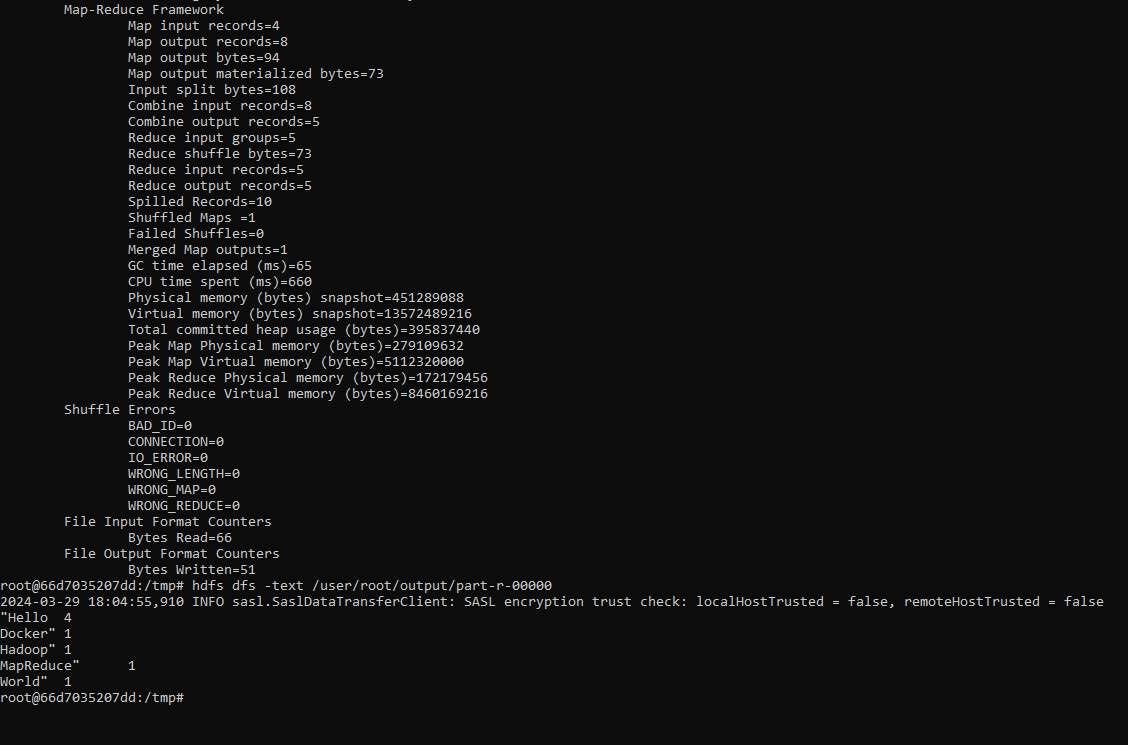 Map-Reduce Framework
Map input records=4
Map output records=8
Map output bytes=94
Map output materialized bytes=73
Input split bytes=108
Combine input records=8
Combine output records=5
Reduce input groups=5
Reduce shuffle bytes=73
Reduce input records=5
Reduce output records=5
Spilled Records=10
Shuffled Maps =1
Failed Shuffles=0
Merged Map outputs=1
GC time elapsed (ms)=65
CPU time spent (ms)=660
Physical memory (bytes) snapshot=451289088
Virtual memory (bytes) snapshot=13572489216
Total committed heap usage (bytes)=395837440
Peak Map Physical memory (bytes)=279109632
Peak Map Virtual memory (bytes)=5112320000
Peak Reduce Physical memory (bytes)=172179456
Peak Reduce Virtual memory (bytes)=8460169216
Shuffle Errors
BAD_ID=0
CONNECTION=0
IO_ERROR=0
WRONG_LENGTH=0
WRONG_MAP=0
WRONG_REDUCE=0
File Input Format Counters
Bytes Read=66
File Output Format Counters
Bytes Written=51
root@66d7035207dd:/tmp# hdfs dfs -text /user/root/output/part-r-00000
2024-03-29 18:04:55,910 INFO sasl.SaslDataTransferClient: SASL encryption trust check: localHostTrusted = false, remoteHostTrusted = false
"Hello  4
Docker" 1
Hadoop" 1
MapReduce"      1
World"  1
root@66d7035207dd:/tmp#